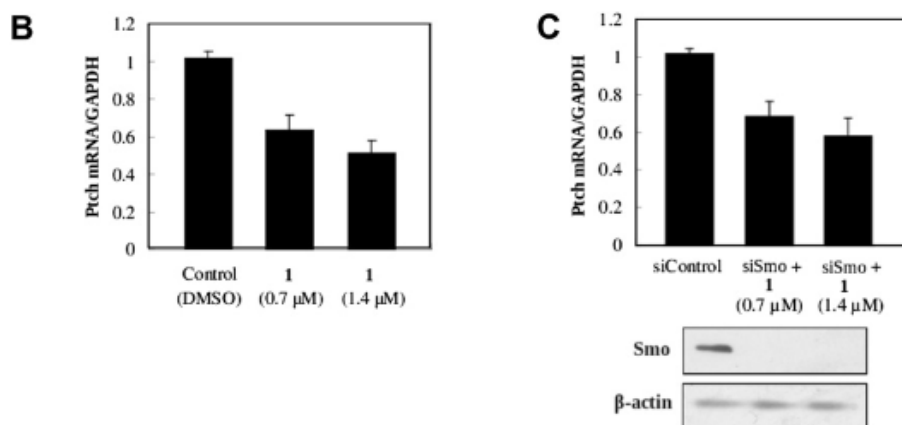 B
Ptch mRNA/GAPDH
1.2
1
0.8
0.6
0.4
0.2
0
Control
(DMSO)
1
(0.7 μM)
1
(1.4 μM)
C
Ptch mRNA/GAPDH
1.2
1
0.8
0.6
0.4
0.2
0
siControl
siSmo +
1
(0.7 μM)
siSmo +
1
(1.4 μM)
Smo
β-actin